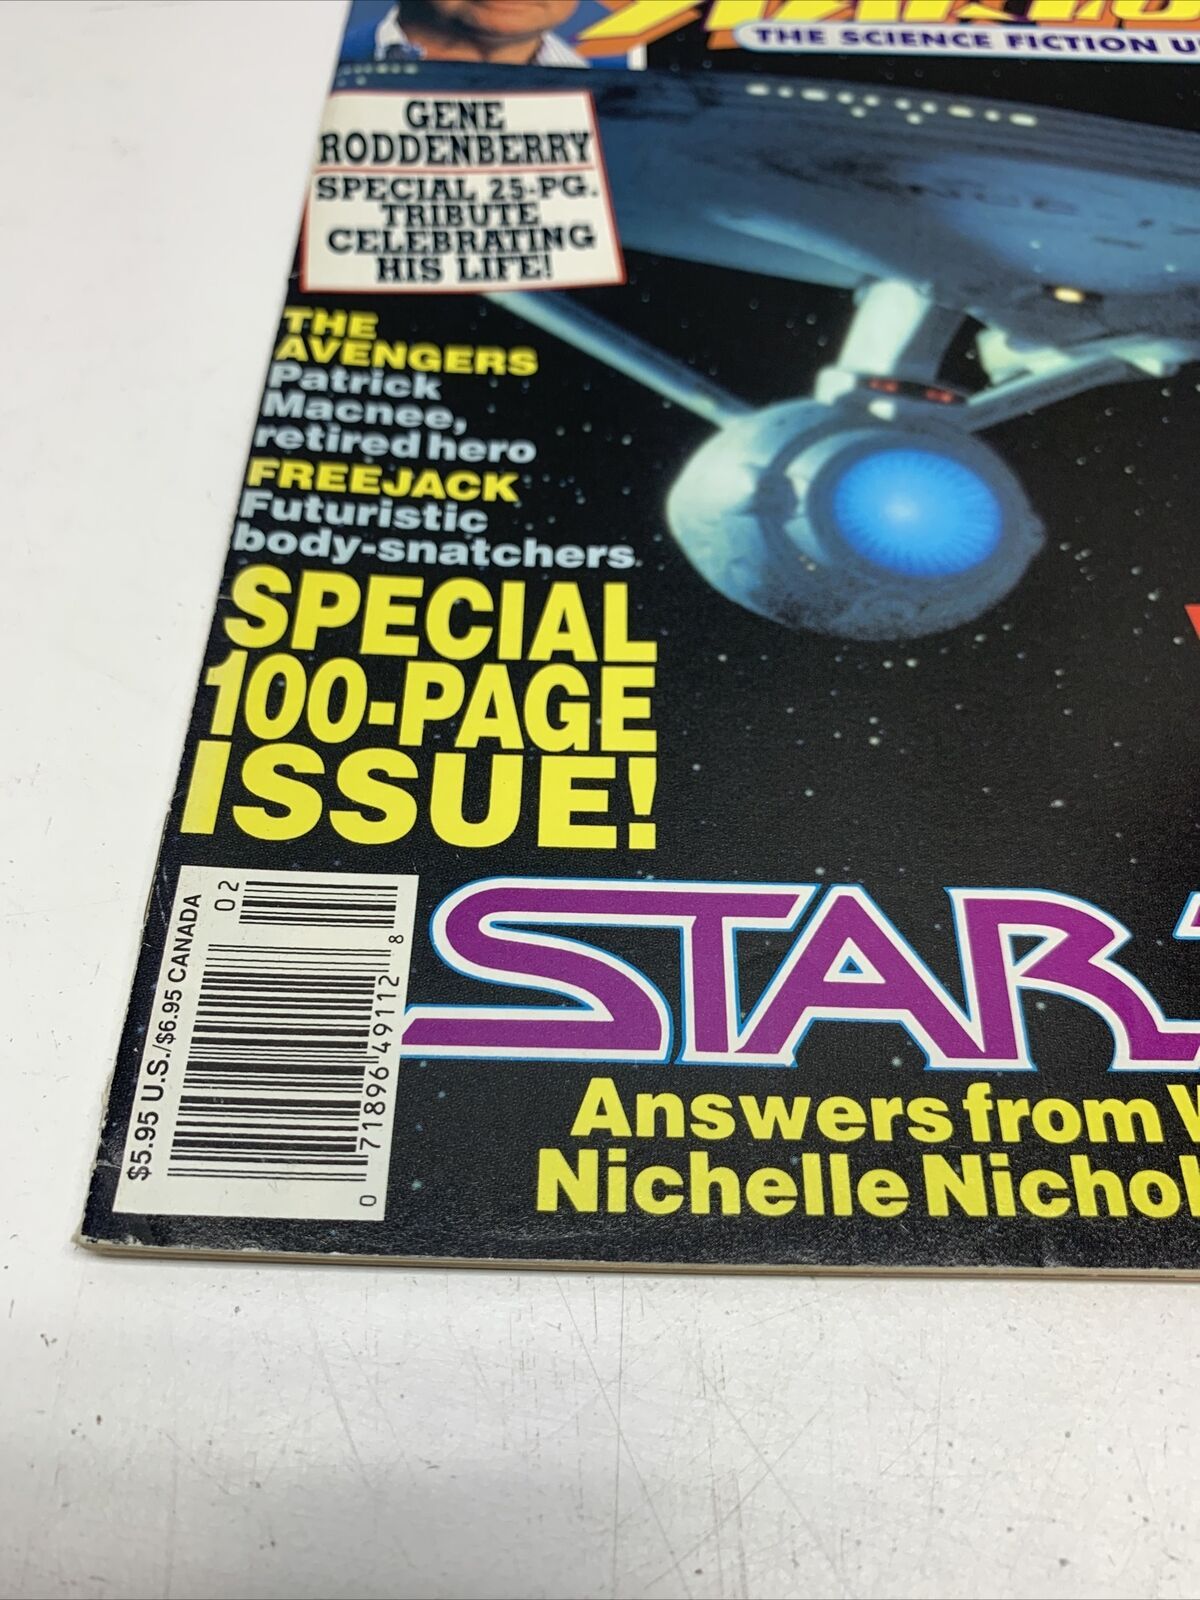 THE SCIENCE FICTION U
GENE
RODDENBERRY
SPECIAL 25-PG.
TRIBUTE
CELEBRATING
HIS LIFE!
THE
AVENGERS
Patrick
Macnee,
retired hero
FREEJACK
Futuristic
body-snatchers
SPECIAL
100-PAGE
ISSUE!
$5.95 U.S./$6.95 CANADA
02
0 71896 49112 8
STAR
Answers from W
Nichelle Nichol